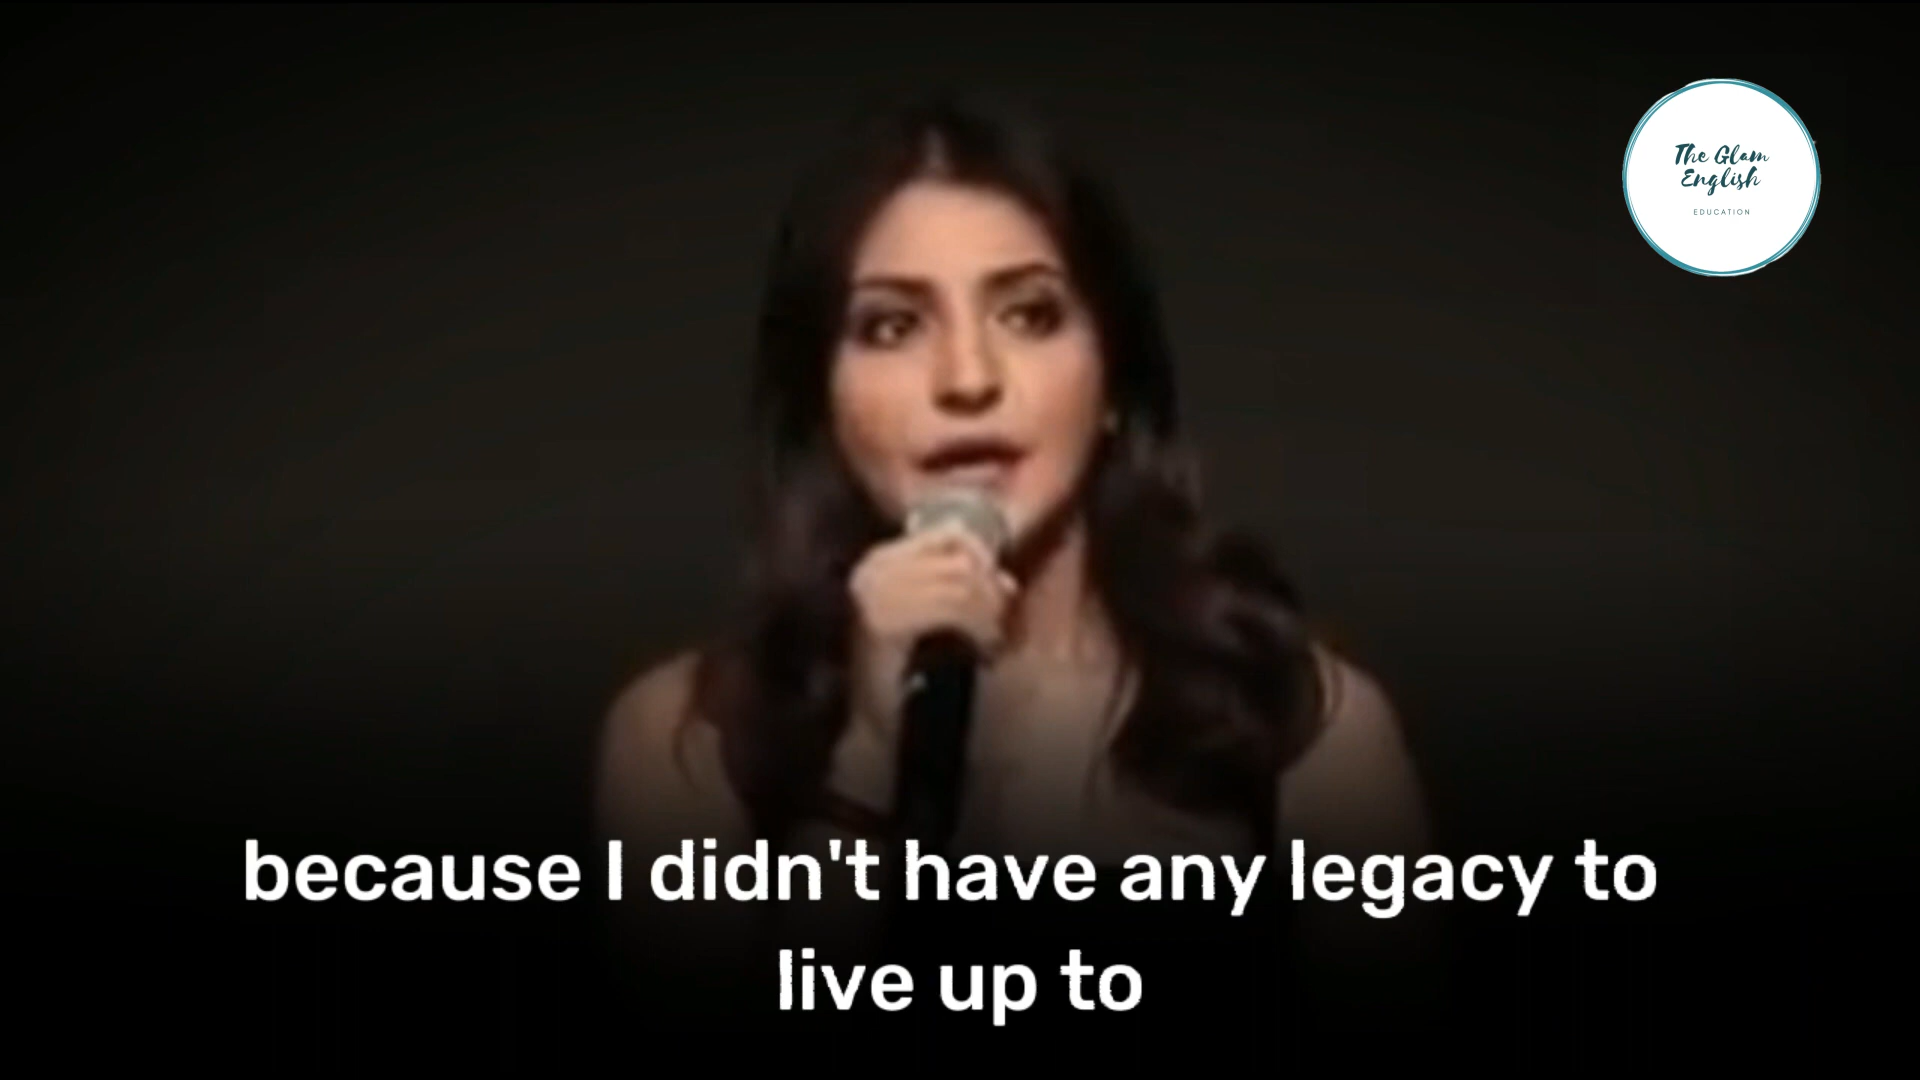 The Glam
English
EDUCATION
because I didn't have any legacy to
live up to